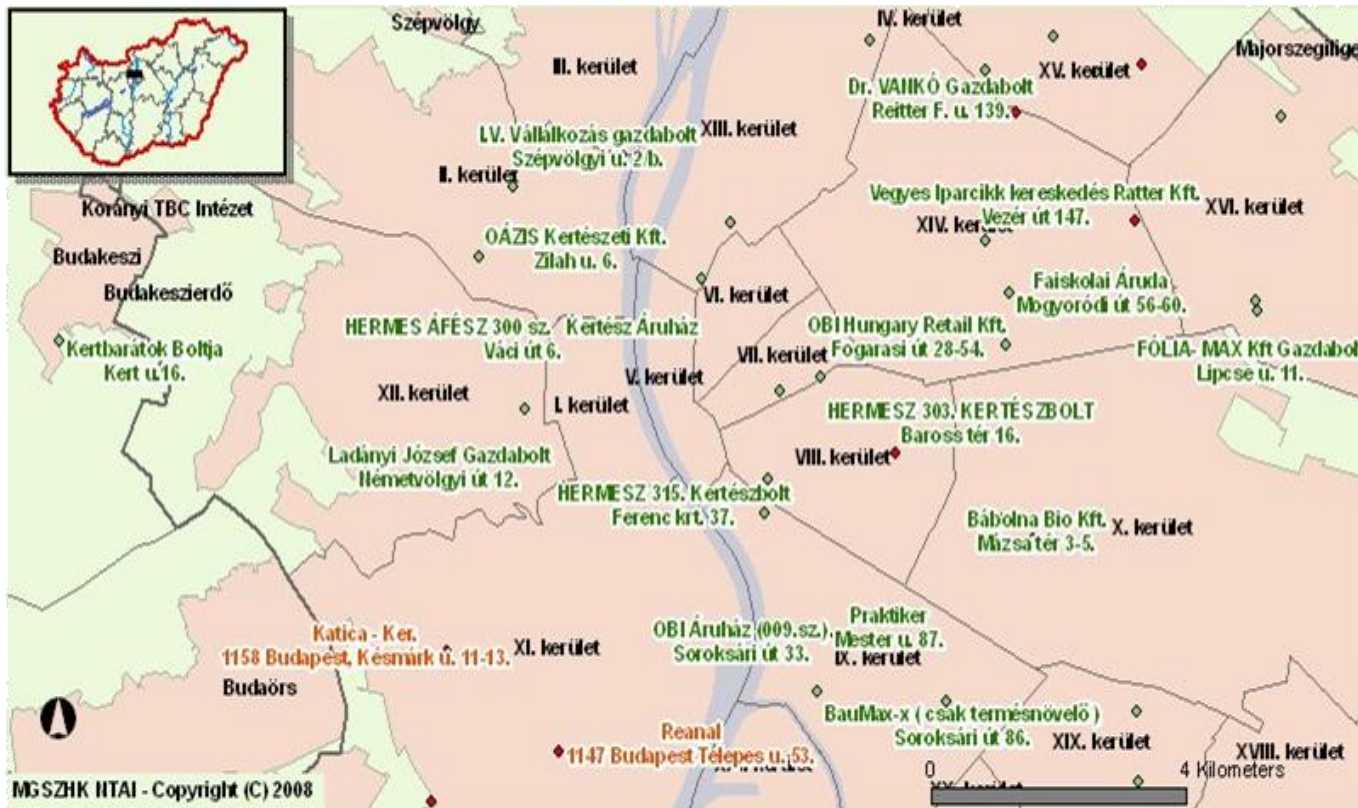 Szépvölgy
IV. kerület
III. kerület
Majorszegilige
XV. kerület
Dr. VANKÓ Gazdabolt
Reitter F. u. 139.
XIII. kerület
LV. Vállálkozás gazdabolt
Szépvölgyi u. 2/b.
II. kerület
Vegyes Iparcikk kereskedés Ratter Kft.
Vezér út 147.
XVI. kerület
XIV. kerület
Korányi TBC Intézet
Budakeszi
OÁZIS Kertészeti Kft.
Zilah u. 6.
Budakeszierdő
VI. kerület
Faiskolai Áruda
Mogyoródi út 56-60.
HERMES ÁFÉSZ 300 sz. Kertész Áruház
Váci út 6.
OBI Hungary Retail Kft.
Fogarasi út 28-54.
Kertbarátok Boltja
Kert u. 16.
VII. kerület
FÓLIA- MAX Kft Gazdabol
Lipcse u. 11.
V. kerület
XII. kerület
I. kerület
HERMESZ 303. KERTÉSZBOLT
Baross tér 16.
Ladányi József Gazdabolt
Németvölgyi út 12.
VIII. kerület
HERMESZ 315. Kertészbolt
Ferenc krt. 37.
Bábolna Bio Kft.
Mázsa tér 3-5.
X. kerület
Katica - Ker.
1158 Budapest, Késmárk u. 11-13.
XI. kerület
OBI Áruház (009.sz.).
Soroksári út 33.
Praktiker
Mester u. 87.
IX. kerület
Budaörs
BauMax-x ( csak termésnövelő )
Soroksári út 86.
Reanal
1147 Budapest Télepes u. 53.
XIX. kerület
XVIII. kerület
0
4 Kilometers
MGSZHK NTAI - Copyright (C) 2008